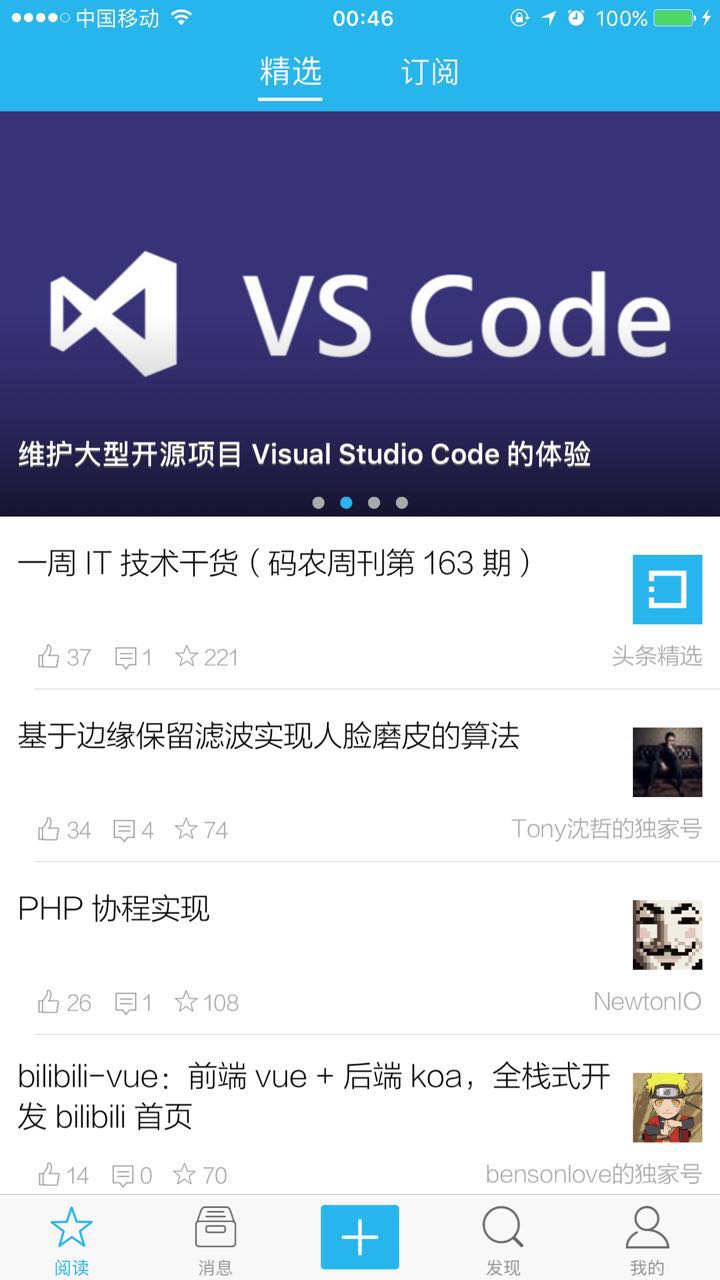 中国移动 00:46 100%
精选 订阅
VS Code
维护大型开源项目 Visual Studio Code 的体验
一周 IT 技术干货（码农周刊第 163 期）
37 1 221 头条精选
基于边缘保留滤波实现人脸磨皮的算法
34 4 74 Tony沈哲的独家号
PHP 协程实现
26 1 108 NewtonIO
bilibili-vue：前端 vue + 后端 koa，全栈式开
发 bilibili 首页
14 0 70 bensonlove的独家号
阅读 消息 发现 我的